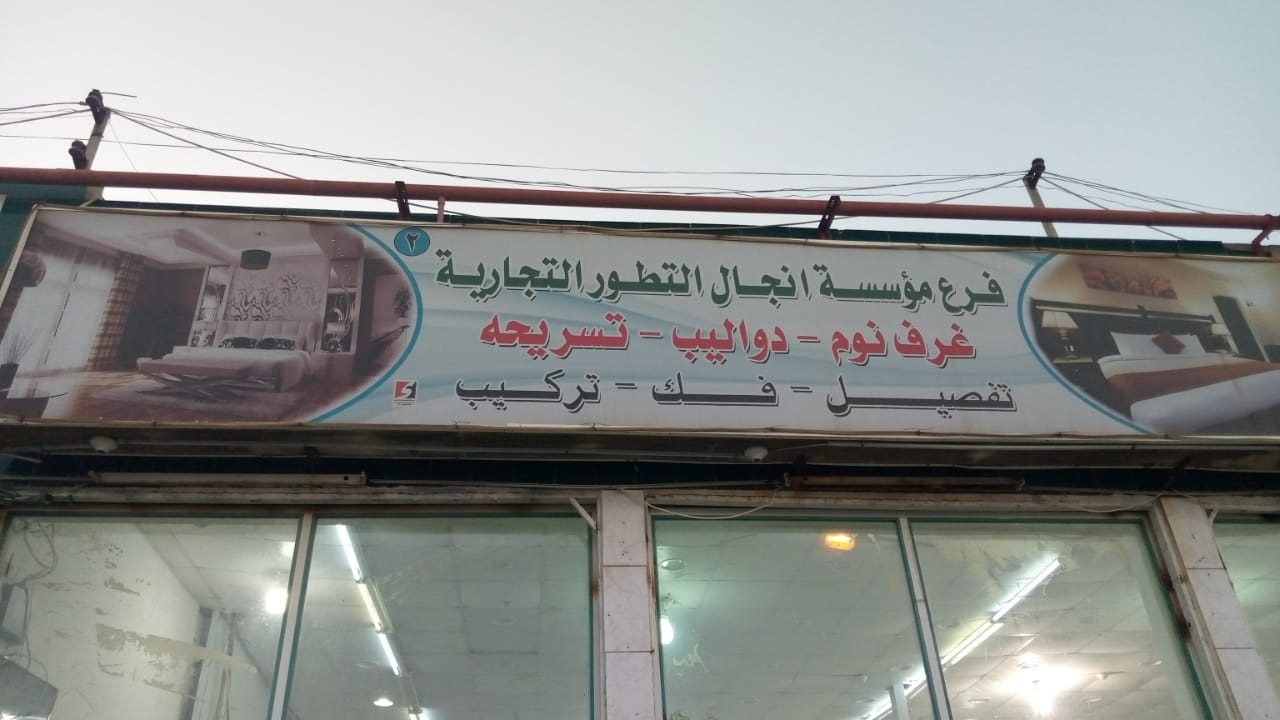 فرع مؤسسة انجال التطور التجارية
٢
غرف نوم - دواليب - تسريحه
تفصيل - فك - تركيب